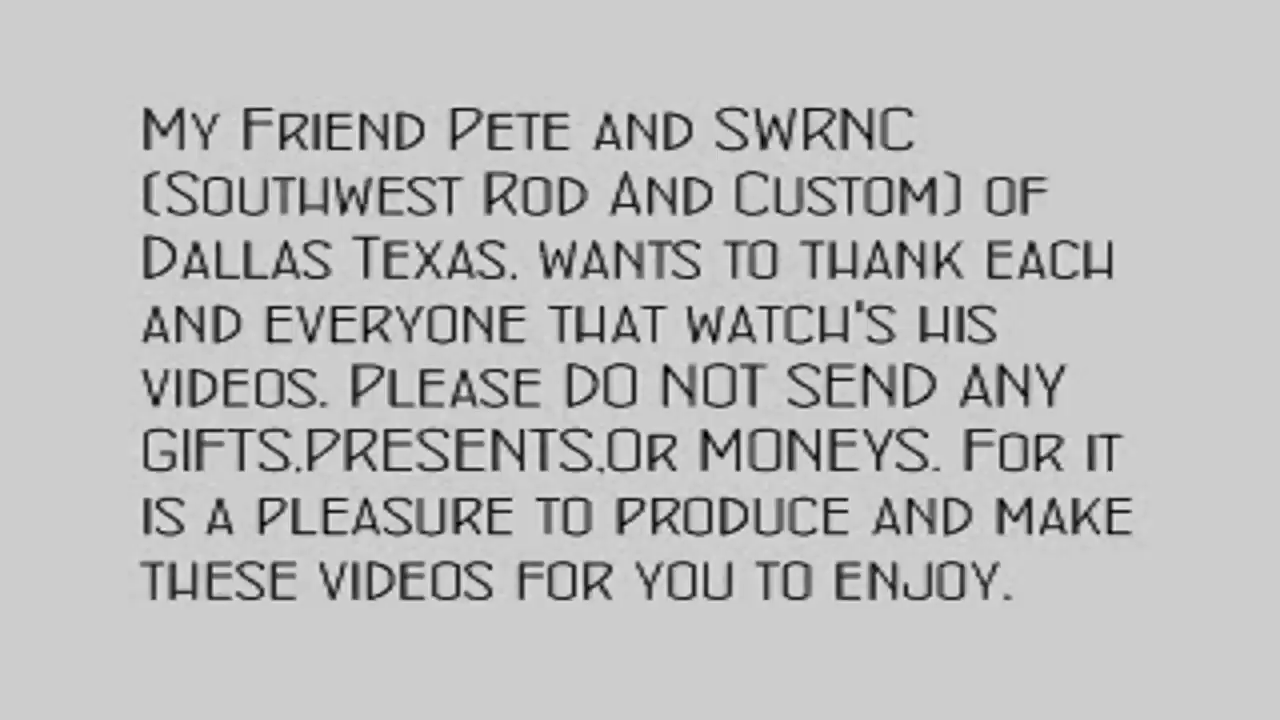 My Friend Pete and SWRNC
(Southwest Rod And Custom) of
Dallas Texas. wants to thank each
and everyone that watch's his
videos. Please DO NOT SEND ANY
GIFTS.PRESENTS.Or MONEYS. For it
is a pleasure to produce and make
these videos for you to enjoy.